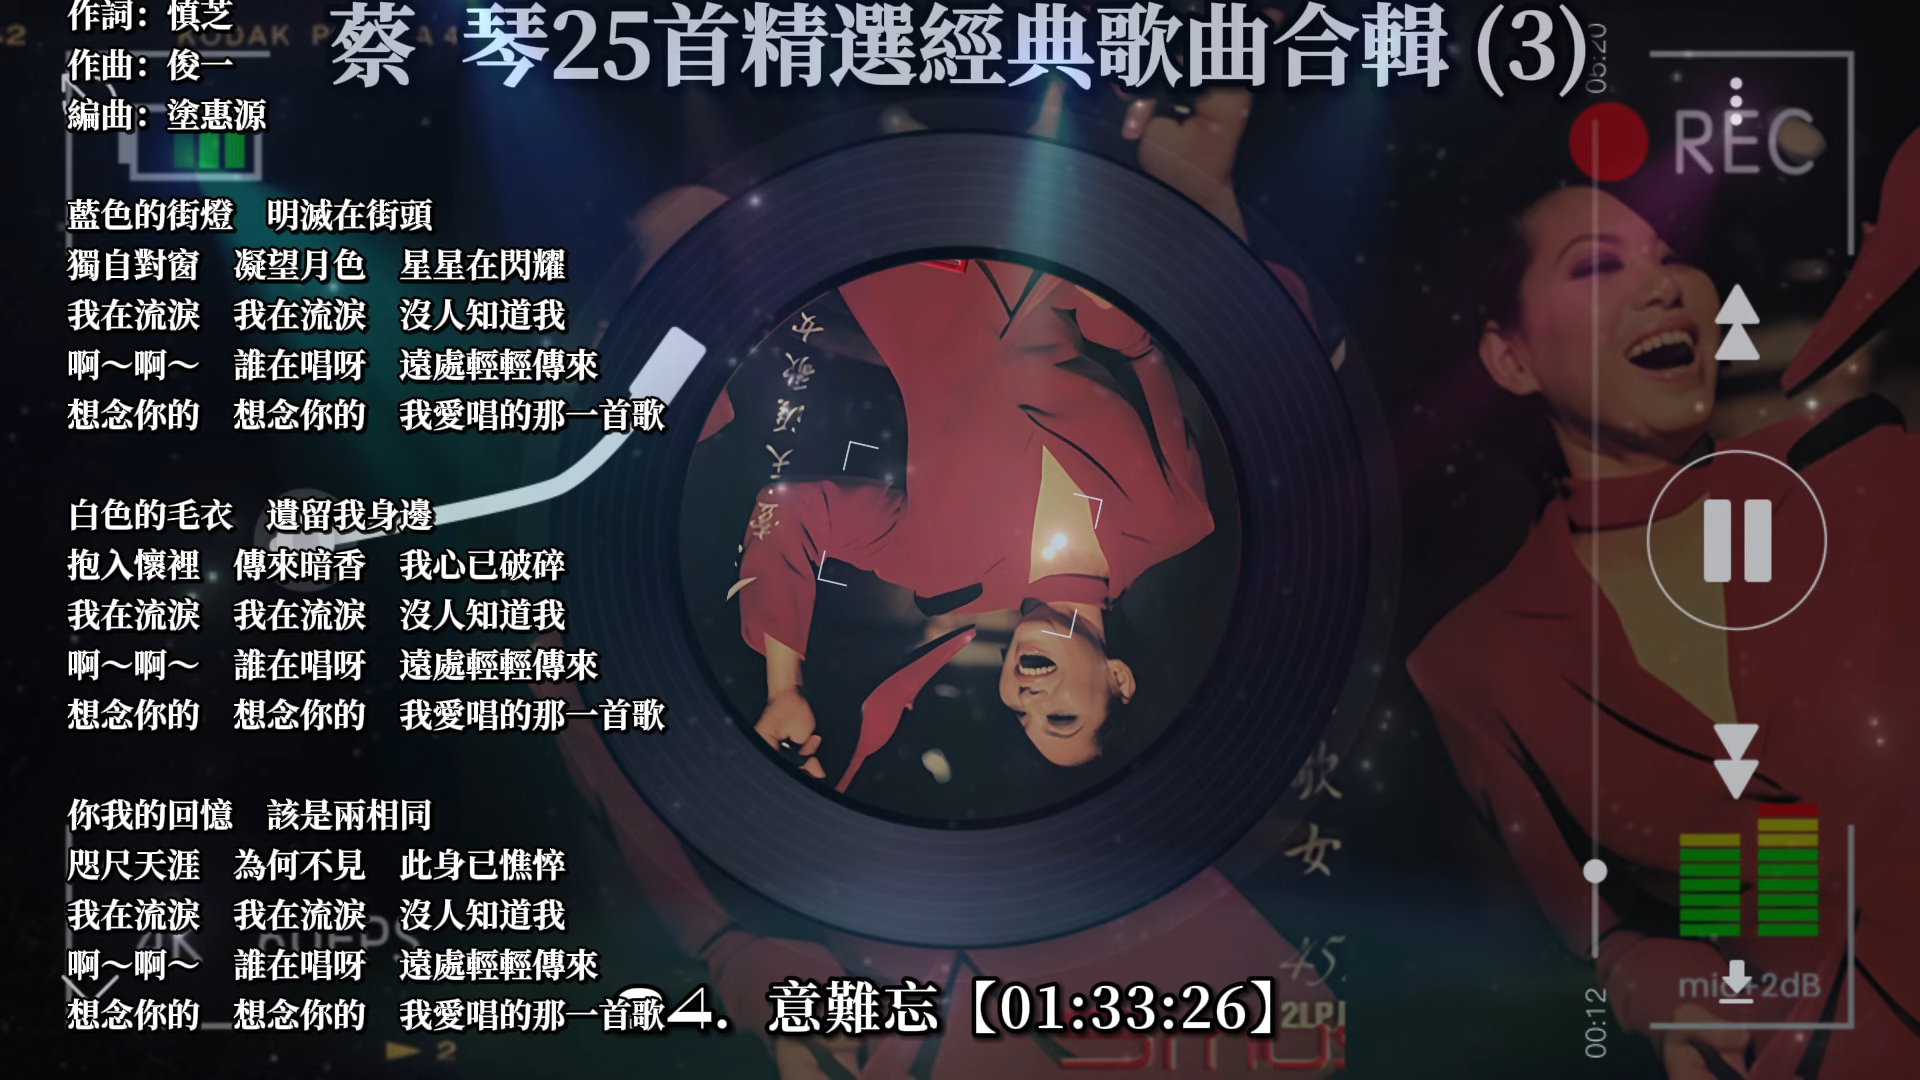 蔡 琴25首精選經典歌曲合輯 (3)
作詞：慎芝
作曲：俊一
編曲：塗惠源
藍色的街燈　明滅在街頭
獨自對窗　凝望月色　星星在閃耀
我在流淚　我在流淚　沒人知道我
啊～啊～　誰在唱呀　遠處輕輕傳來
想念你的　想念你的　我愛唱的那一首歌
白色的毛衣　遺留我身邊
抱入懷裡　傳來暗香　我心已破碎
我在流淚　我在流淚　沒人知道我
啊～啊～　誰在唱呀　遠處輕輕傳來
想念你的　想念你的　我愛唱的那一首歌
你我的回憶　該是兩相同
咫尺天涯　為何不見　此身已憔悴
我在流淚　我在流淚　沒人知道我
啊～啊～　誰在唱呀　遠處輕輕傳來
想念你的　想念你的　我愛唱的那一首歌
4. 意難忘【01:33:26】
REC
05:20
00:12
mic+2dB
KODAK
歌女
45
2LP
2